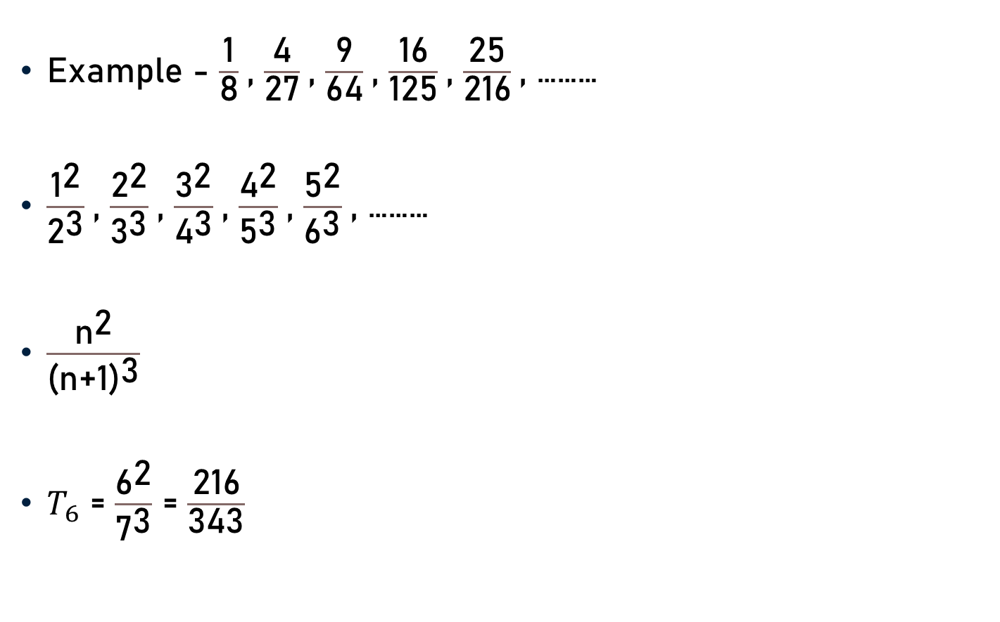 • Example - 1/8, 4/27, 9/64, 16/125, 25/216, .........
• 1²/2³, 2²/3³, 3²/4³, 4²/5³, 5²/6³, .........
• n²/(n+1)³
• T₆ = 6²/7³ = 216/343